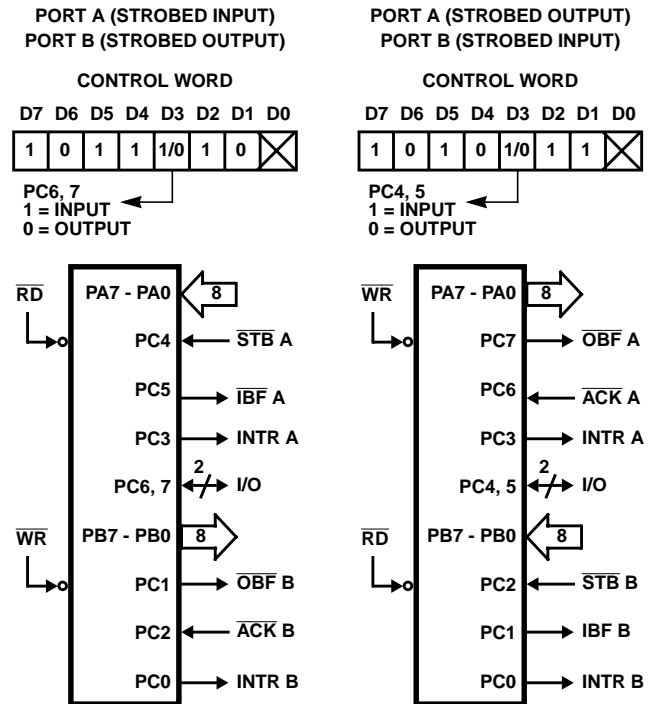 PORT A (STROBED INPUT)
PORT B (STROBED OUTPUT)
CONTROL WORD
D7 D6 D5 D4 D3 D2 D1 D0
1 0 1 1 1/0 1 0
PC6, 7
1 = INPUT
0 = OUTPUT
RD
PA7 - PA0
8
PC4
STB A
PC5
IBF A
PC3
INTR A
PC6, 7
2
I/O
WR
PB7 - PB0
8
PC1
OBF B
PC2
ACK B
PC0
INTR B
PORT A (STROBED OUTPUT)
PORT B (STROBED INPUT)
CONTROL WORD
D7 D6 D5 D4 D3 D2 D1 D0
1 0 1 0 1/0 1 1
PC4, 5
1 = INPUT
0 = OUTPUT
WR
PA7 - PA0
8
PC7
OBF A
PC6
ACK A
PC3
INTR A
PC4, 5
2
I/O
RD
PB7 - PB0
8
PC2
STB B
PC1
IBF B
PC0
INTR B